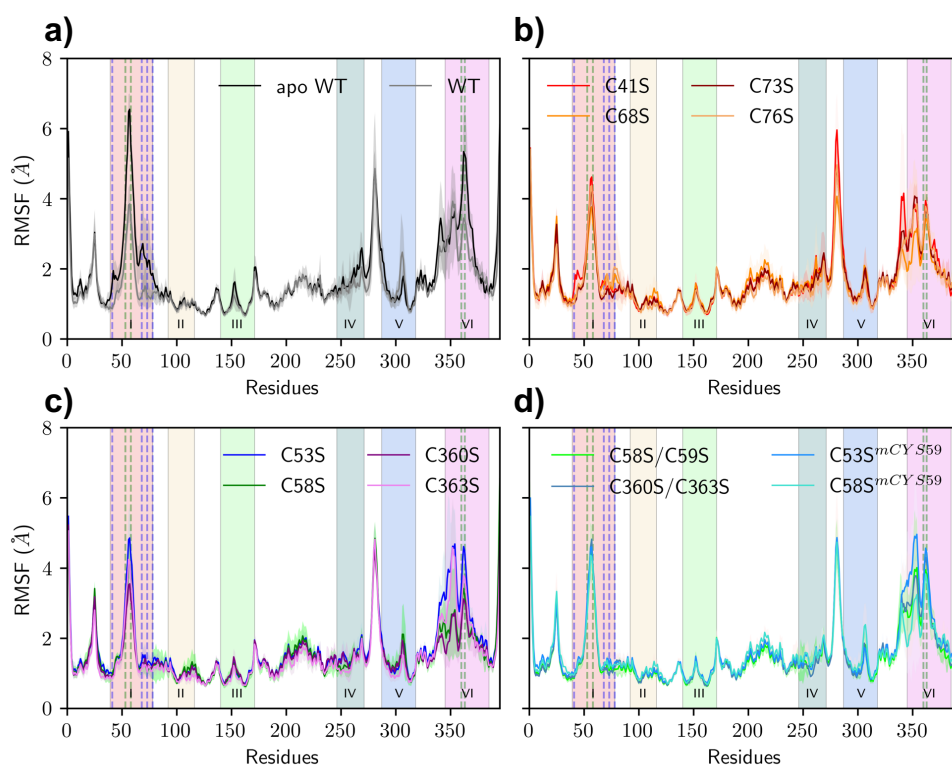 a)
b)
8
6
4
2
0
RMSF (Å)
apo WT
WT
I
II
III
IV
V
VI
0
50
100
150
200
250
300
350
Residues
C41S
C68S
C73S
C76S
I
II
III
IV
V
VI
0
50
100
150
200
250
300
350
Residues
c)
d)
8
6
4
2
0
RMSF (Å)
C53S
C58S
C360S
C363S
I
II
III
IV
V
VI
0
50
100
150
200
250
300
350
Residues
C58S/C59S
C360S/C363S
C53S^mCYS59
C58S^mCYS59
I
II
III
IV
V
VI
0
50
100
150
200
250
300
350
Residues